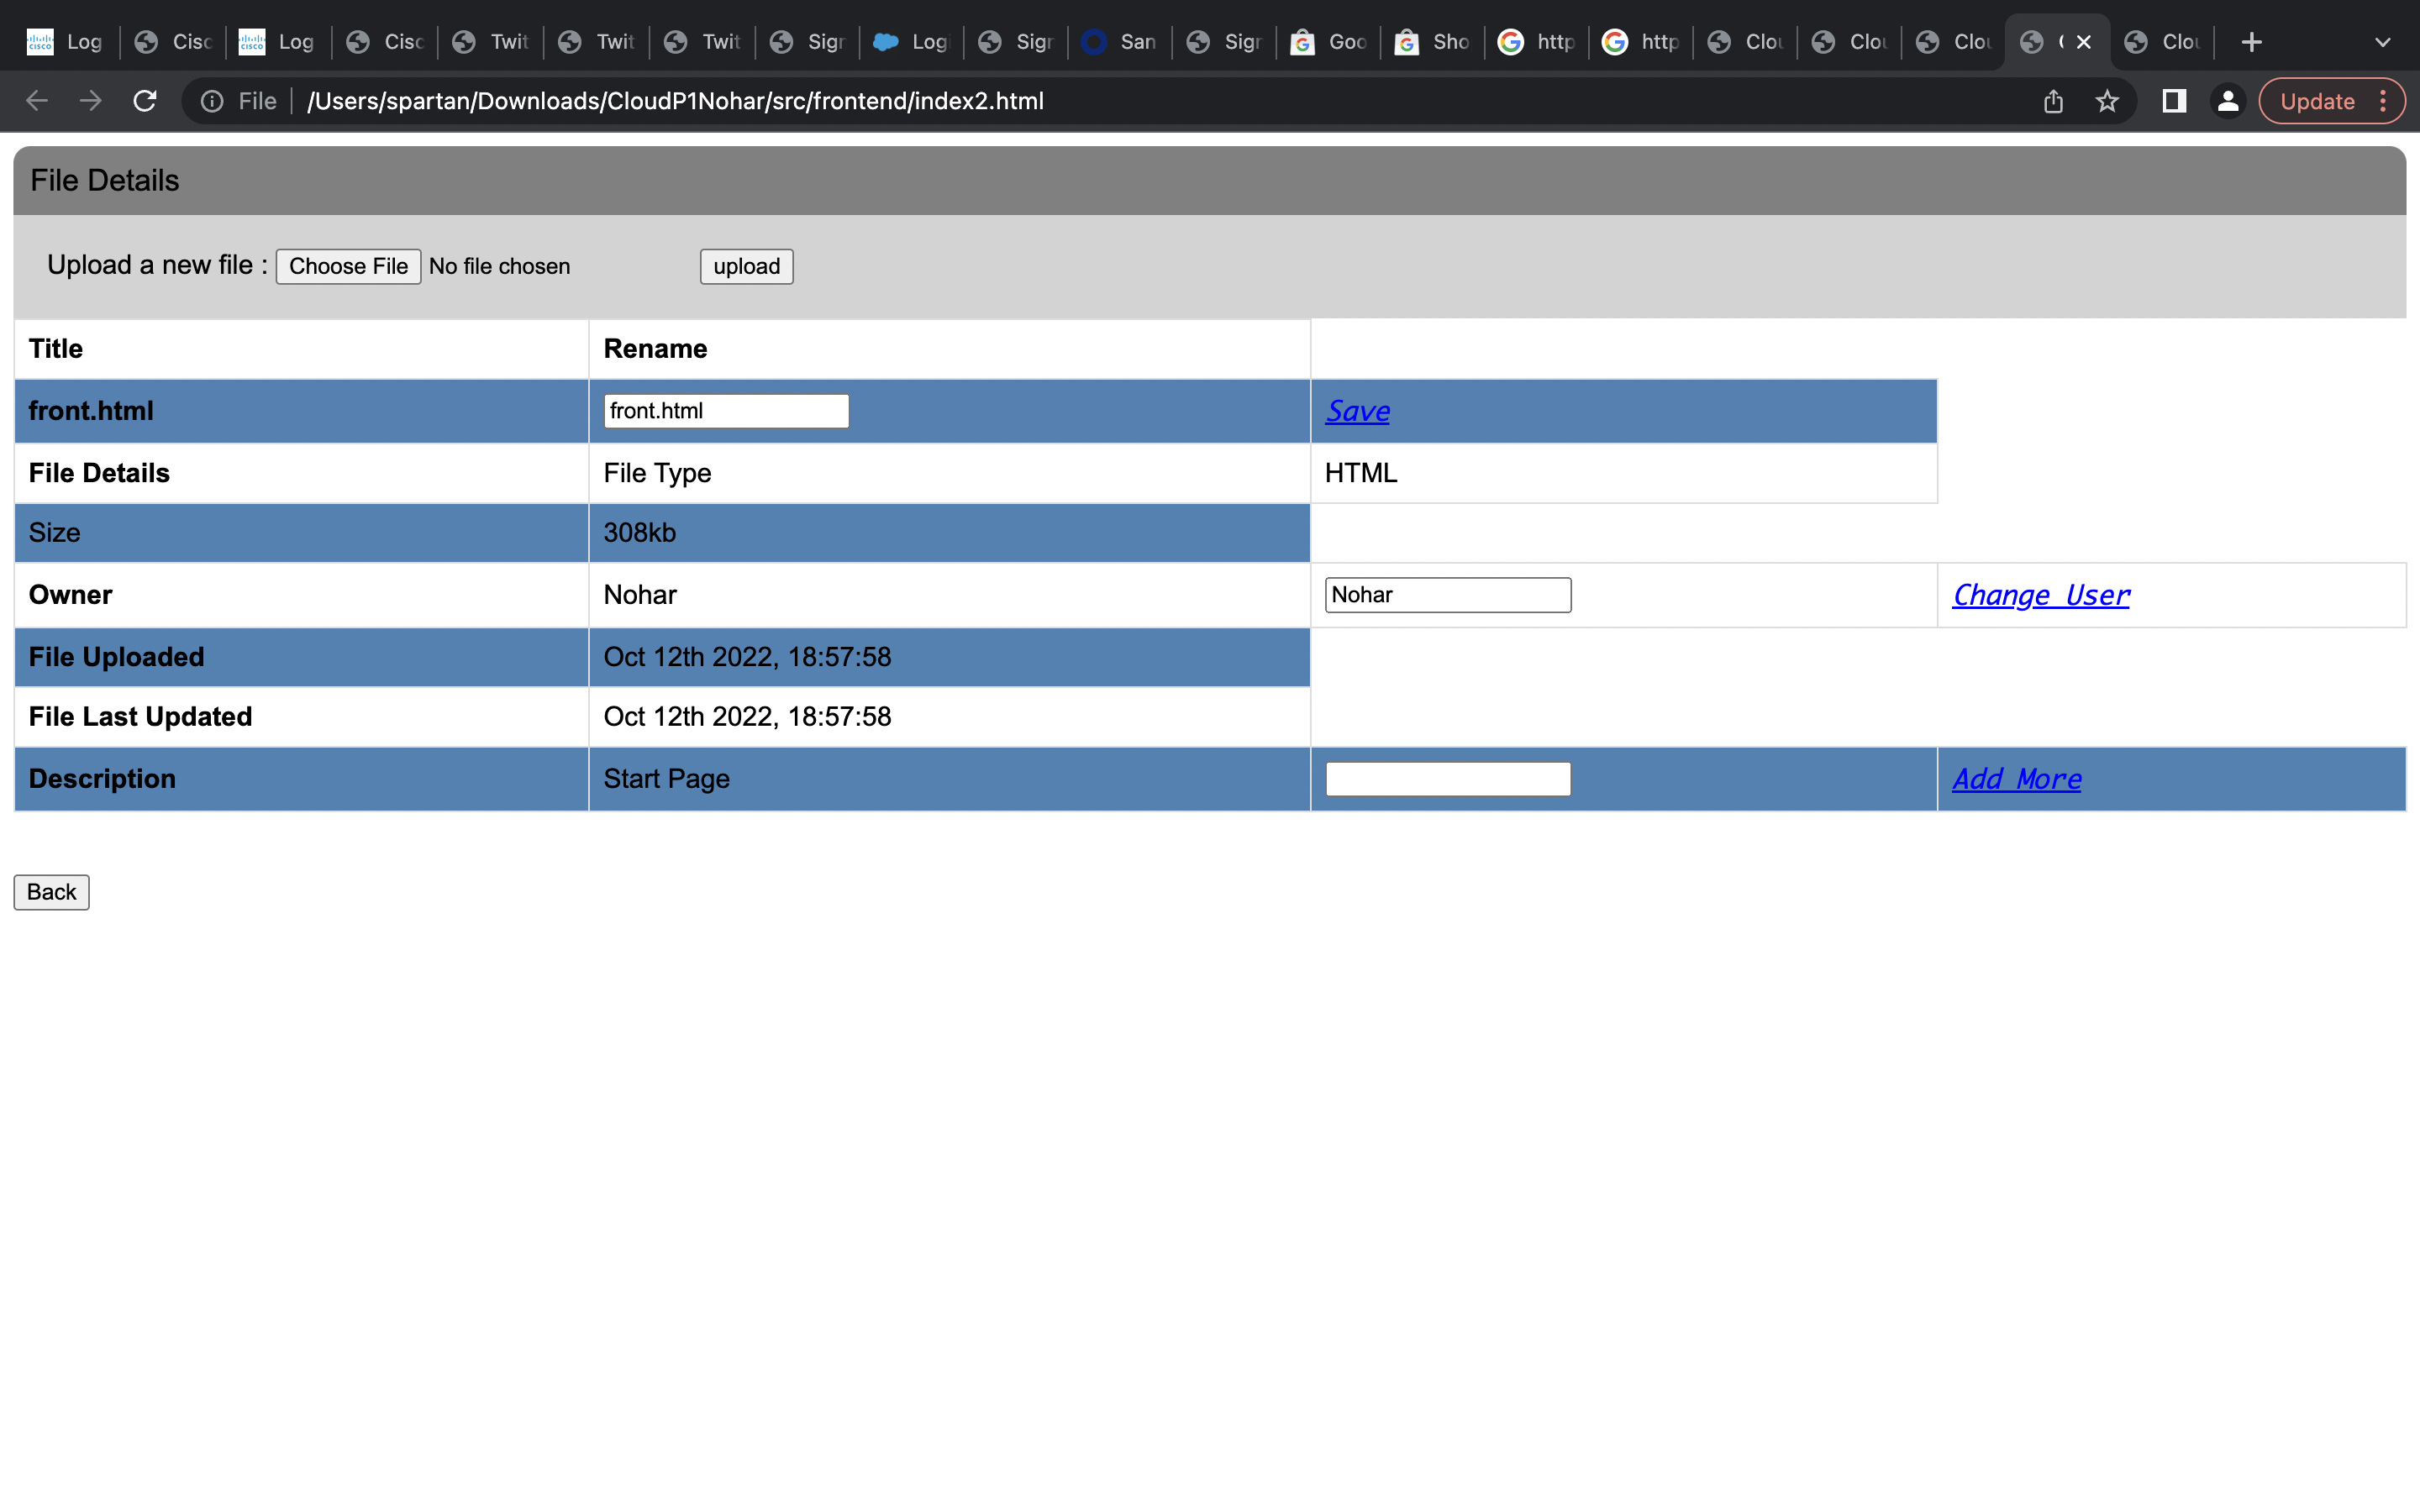 Log Cisc Log Cisc Twit Twit Twit Sigr Log Sigr San Sigr Goo Sho http http Clou Clou Clou Clou
File /Users/spartan/Downloads/CloudP1Nohar/src/frontend/index2.html Update
File Details
Upload a new file : Choose File No file chosen upload
Title Rename
front.html front.html Save
File Details File Type HTML
Size 308kb
Owner Nohar Nohar Change User
File Uploaded Oct 12th 2022, 18:57:58
File Last Updated Oct 12th 2022, 18:57:58
Description Start Page Add More
Back